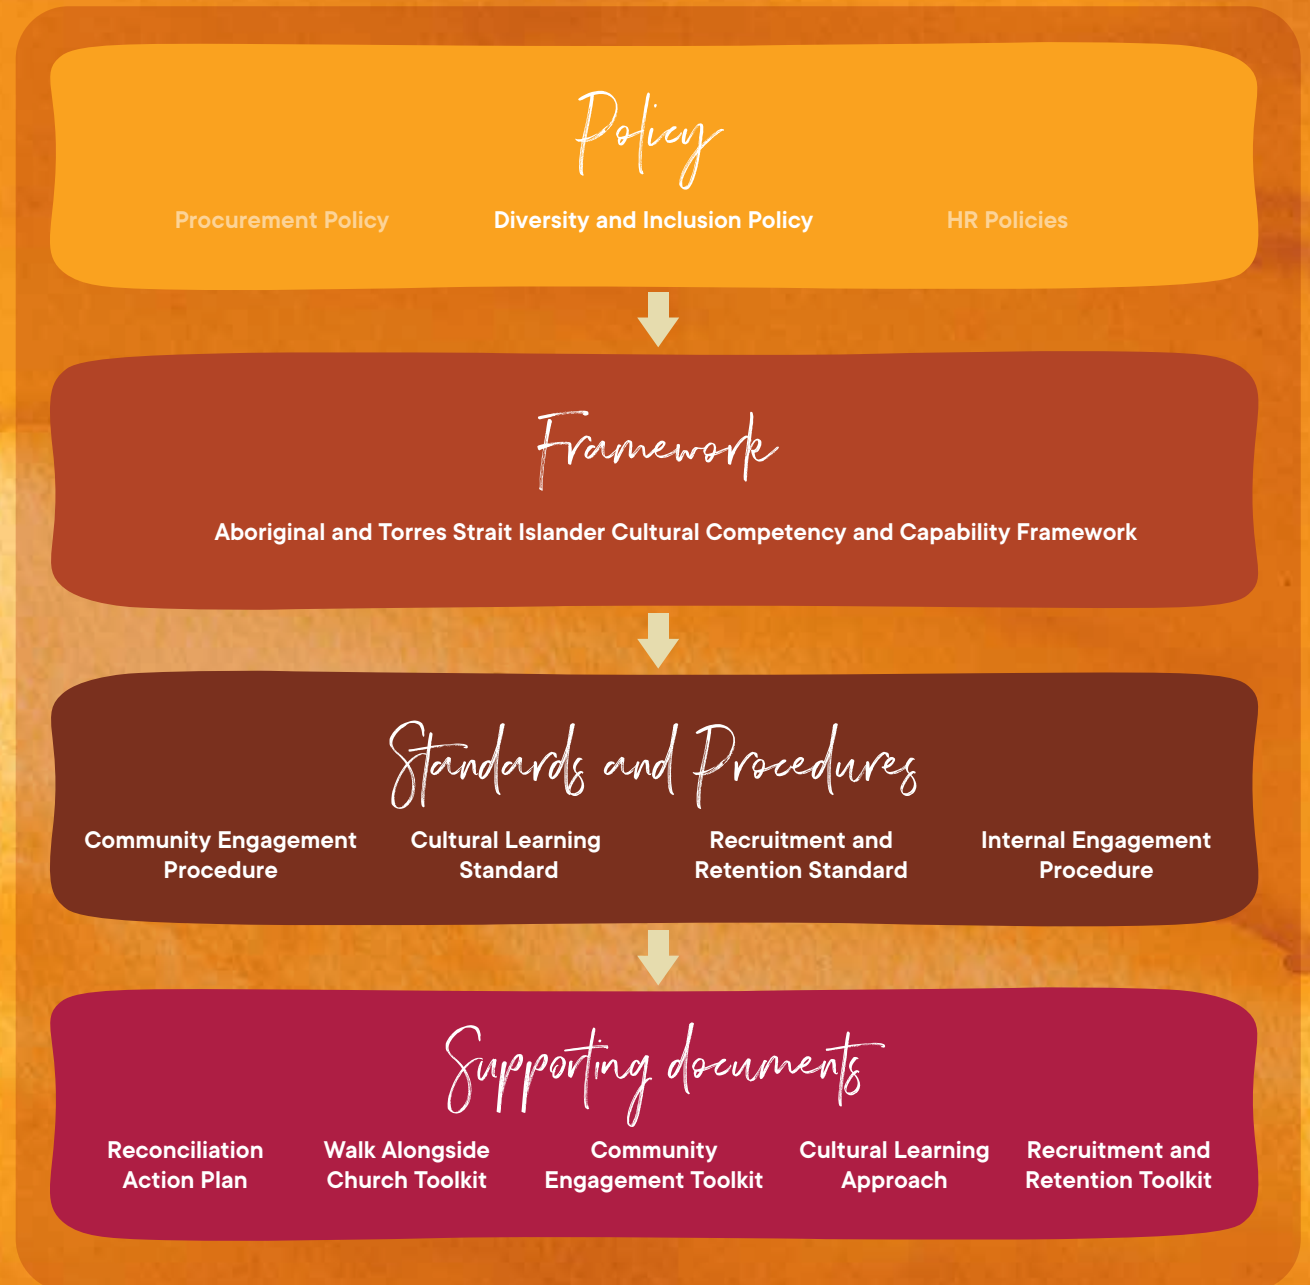 Policy
Procurement Policy
Diversity and Inclusion Policy
HR Policies
Framework
Aboriginal and Torres Strait Islander Cultural Competency and Capability Framework
Standards and Procedures
Community Engagement
Procedure
Cultural Learning
Standard
Recruitment and
Retention Standard
Internal Engagement
Procedure
Supporting documents
Reconciliation
Action Plan
Walk Alongside
Church Toolkit
Community
Engagement Toolkit
Cultural Learning
Approach
Recruitment and
Retention Toolkit